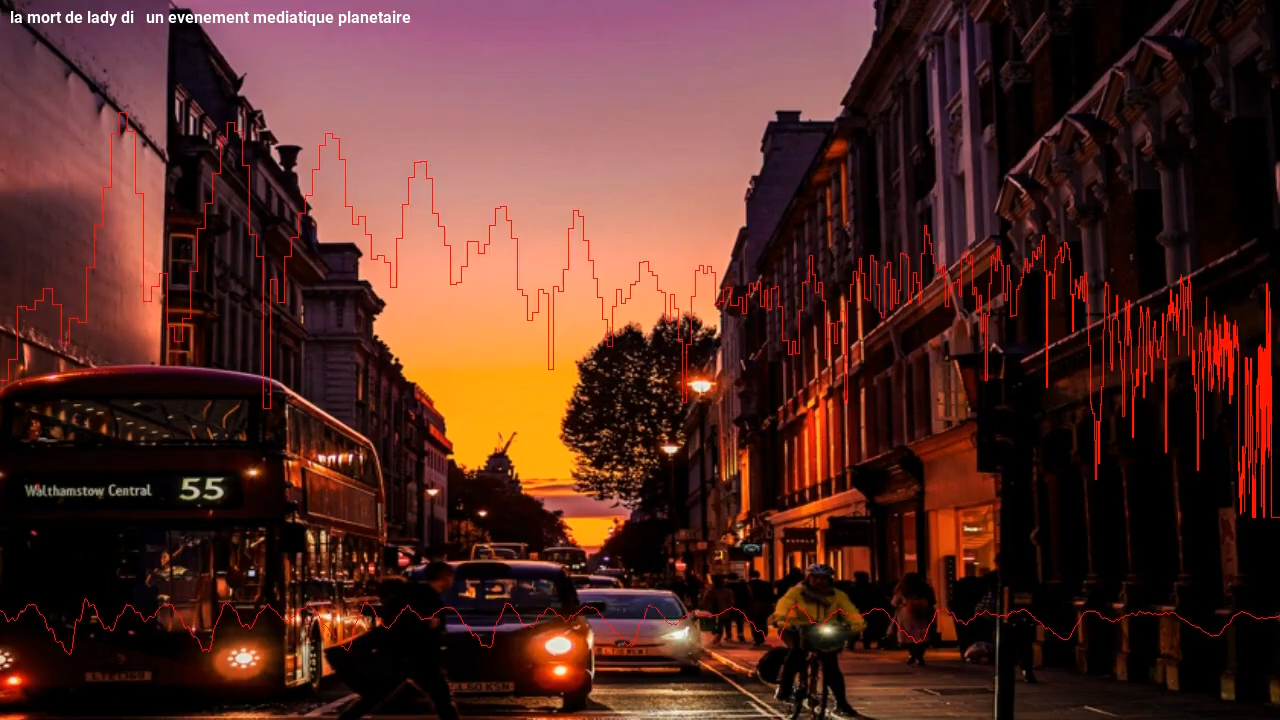 la mort de lady di   un evenement mediatique planetaire
Walthamstow Central 55